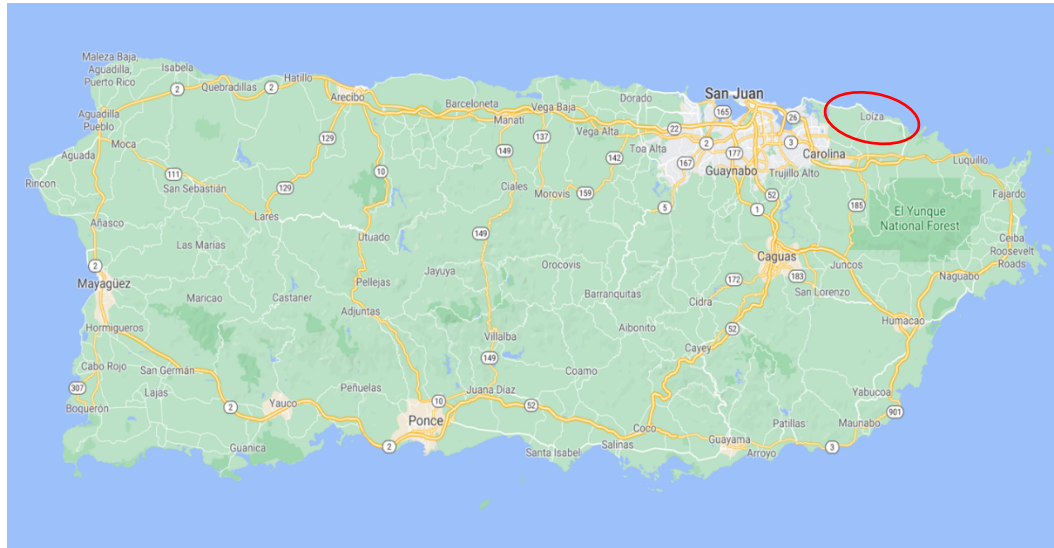 Maleza Baja,
Aguadilla,
Puerto Rico
Isabela
Hatillo
2
Quebradillas
2
Arecibo
Barceloneta
Manati
Vega Baja
Dorado
San Juan
165
26
Loiza
Aguadilla
Pueblo
Moca
129
137
Vega Alta
22
Toa Alta
2
3
177
Carolina
Aguada
149
142
167
Guaynabo
Trujillo Alto
Luquillo
Rincon
111
San Sebastián
129
10
Ciales
Morovis
159
5
52
1
185
Fajardo
Añasco
Lares
El Yunque
National Forest
Las Marías
Utuado
149
Ceiba
Roosevelt
Roads
2
Mayagüez
Maricao
Castaner
Pellejas
Jayuya
Orocovis
Caguas
Juncos
Naguabo
Barranquitas
172
183
Cidra
San Lorenzo
Hormigueros
Adjuntas
Villalba
Aibonito
52
Humacao
Cabo Rojo
San Germán
149
Coamo
Cayey
307
Lajas
Peñuelas
Juana Díaz
Yabucoa
Boquerón
2
Yauco
10
Ponce
52
Coco
Patillas
901
Maunabo
Guanica
2
Santa Isabel
Salinas
Guayama
Arroyo
3